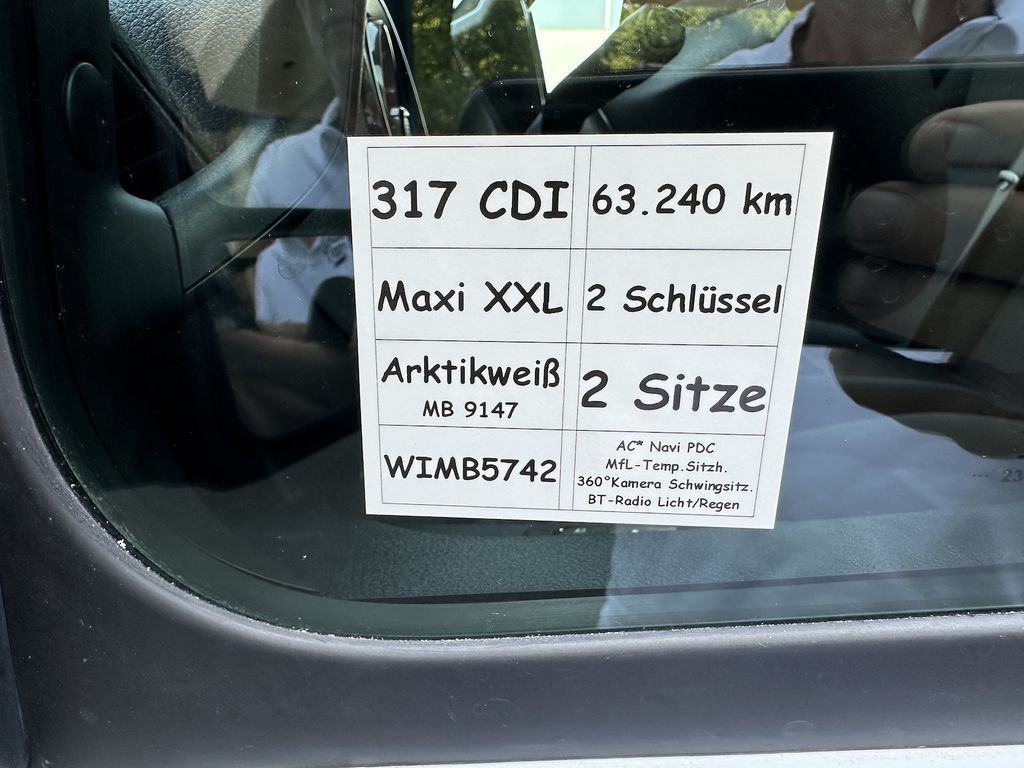 317 CDI
63.240 km
Maxi XXL
2 Schlüssel
Arktikweiß
MB 9147
2 Sitze
WIMB5742
AC* Navi PDC
MfL-Temp.Sitzh.
360°Kamera Schwingsitz.
BT-Radio Licht/Regen
--- 23